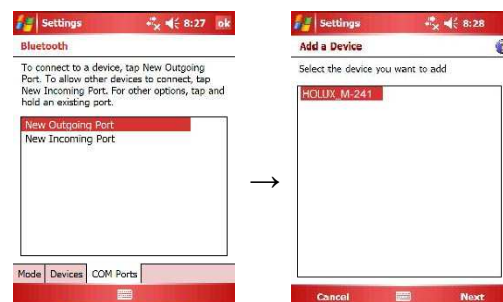 Settings 8:27 ok
Bluetooth
To connect to a device, tap New Outgoing
Port. To allow other devices to connect, tap
New Incoming Port. For other options, tap and
hold an existing port.
New Outgoing Port
New Incoming Port
Mode Devices COM Ports
→
Settings 8:28
Add a Device
Select the device you want to add
HOLUX_M-241
Cancel Next